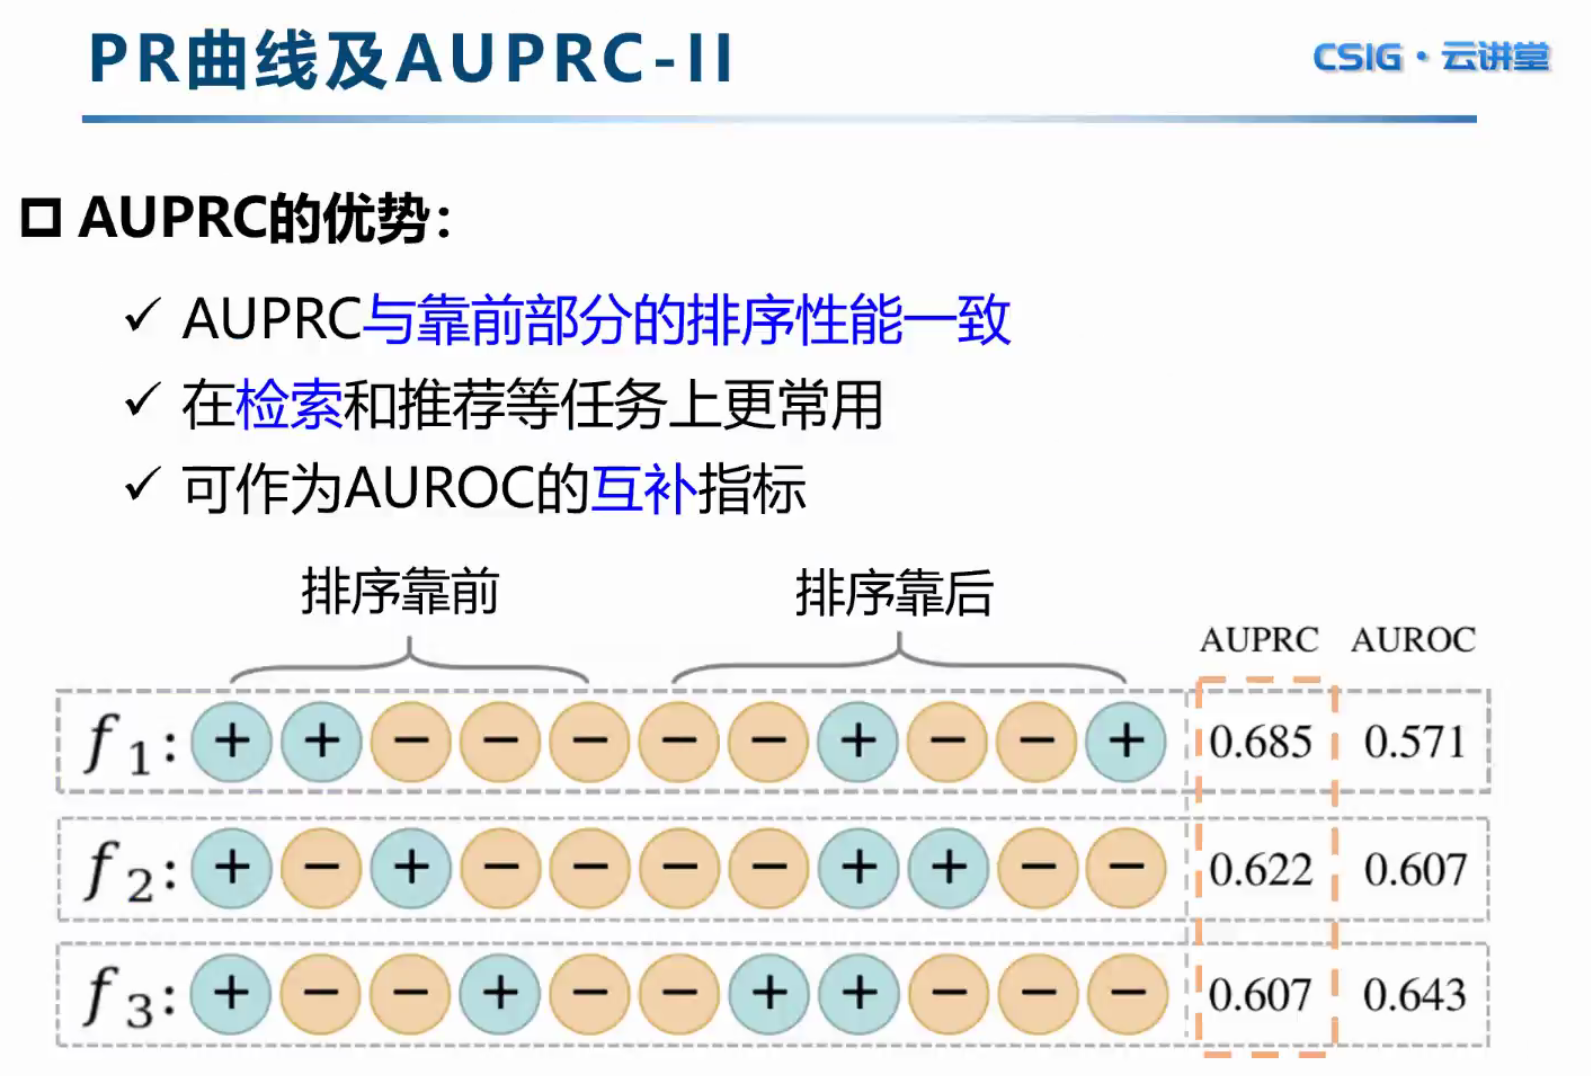 PR曲线及AUPRC-II
CSIG·云讲堂
AUPRC的优势：
✓ AUPRC与靠前部分的排序性能一致
✓ 在检索和推荐等任务上更常用
✓ 可作为AUROC的互补指标
排序靠前 排序靠后
AUPRC AUROC
f1: + + − − − − − + − − + 0.685 0.571
f2: + − + − − − − + + − − 0.622 0.607
f3: + − − + − − + + − − − 0.607 0.643